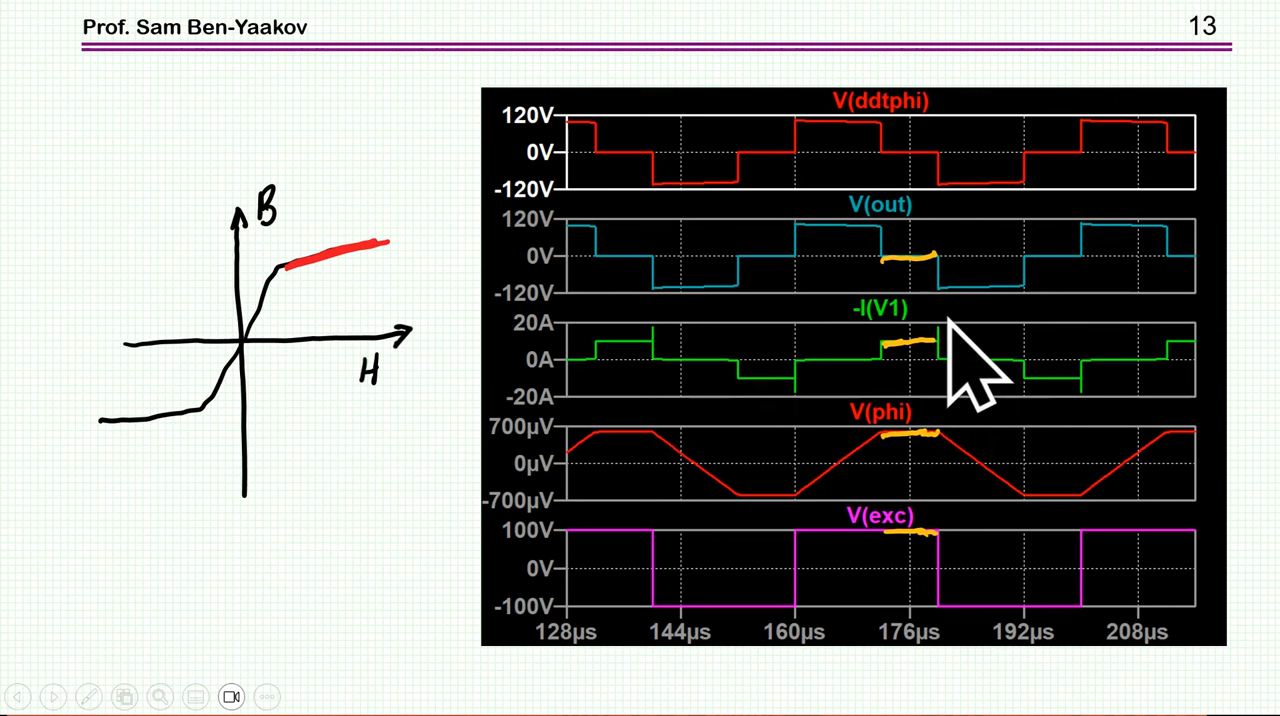 Prof. Sam Ben-Yaakov
13
B
H
V(ddtphi)
120V
0V
-120V
V(out)
120V
0V
-120V
-I(V1)
20A
0A
-20A
V(phi)
700µV
0µV
-700µV
V(exc)
100V
0V
-100V
128µs 144µs 160µs 176µs 192µs 208µs